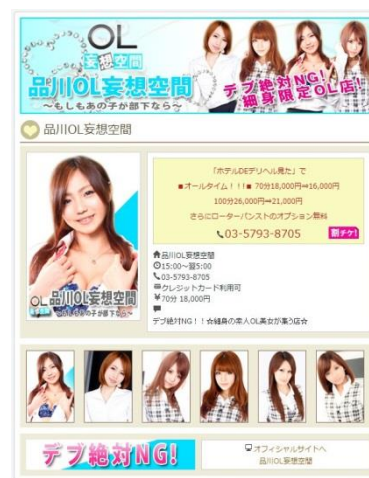 OL
妄想空間
品川OL妄想空間
～もしもあの子が部下なら～
デブ絶対NG!
細身限定OL店!
品川OL妄想空間
「ホテルDEデリヘル見た」で
■オールタイム！！■ 70分18,000円⇒16,000円
100分26,000円⇒21,000円
さらにローターパンストのオプション無料
03-5793-8705 割チケ!
品川OL妄想空間
15:00～翌5:00
03-5793-8705
クレジットカード利用可
¥70分 18,000円
デブ絶対NG！！☆細身の素人OL美女が集う店☆
OL
品川OL妄想空間
～もしもあの子が部下なら～
デブ絶対NG!
オフィシャルサイトへ
品川OL妄想空間